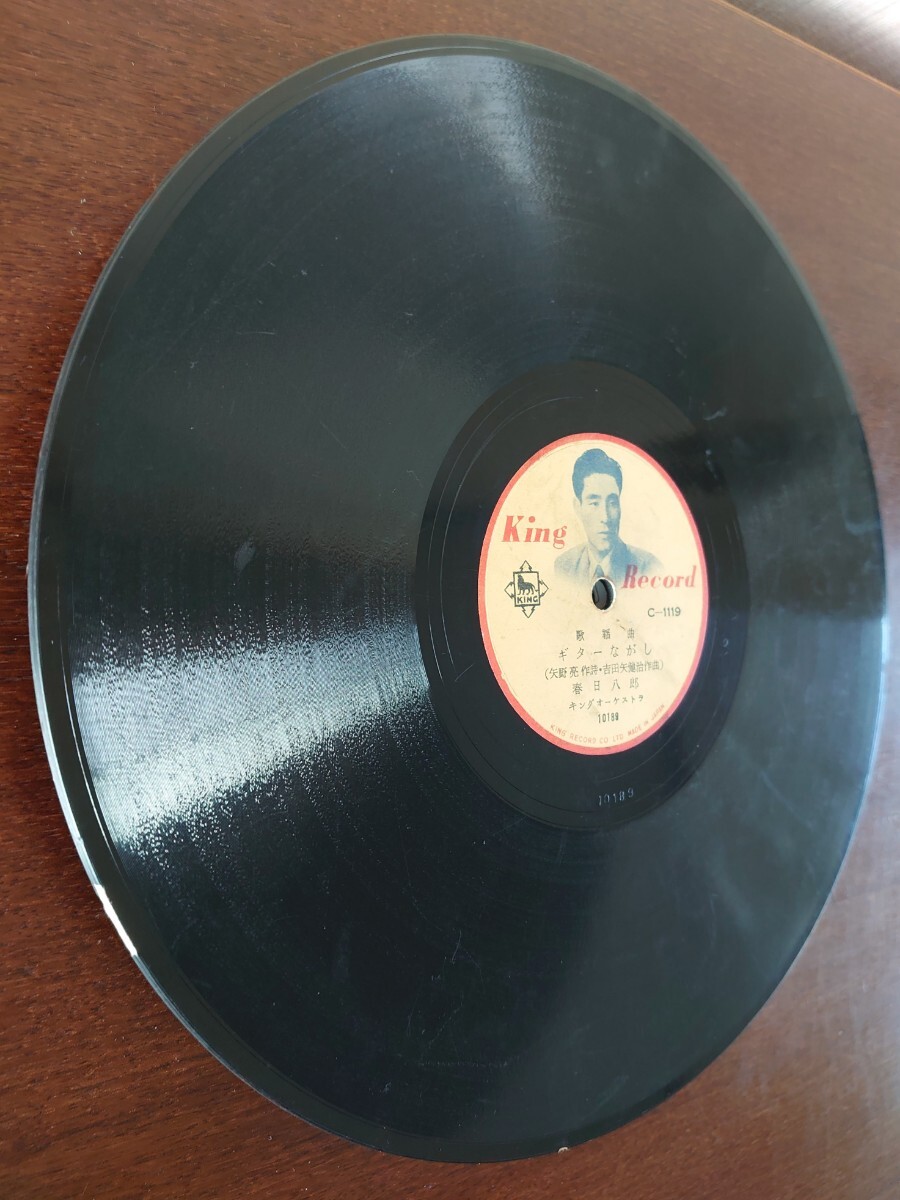 King
Record
KING
C-1119
歌謡曲
ギターながし
(矢野亮作詩・吉田矢健治作曲)
春日八郎
キングオーケストラ
10189
KING RECORD CO. LTD. MADE IN JAPAN
10189